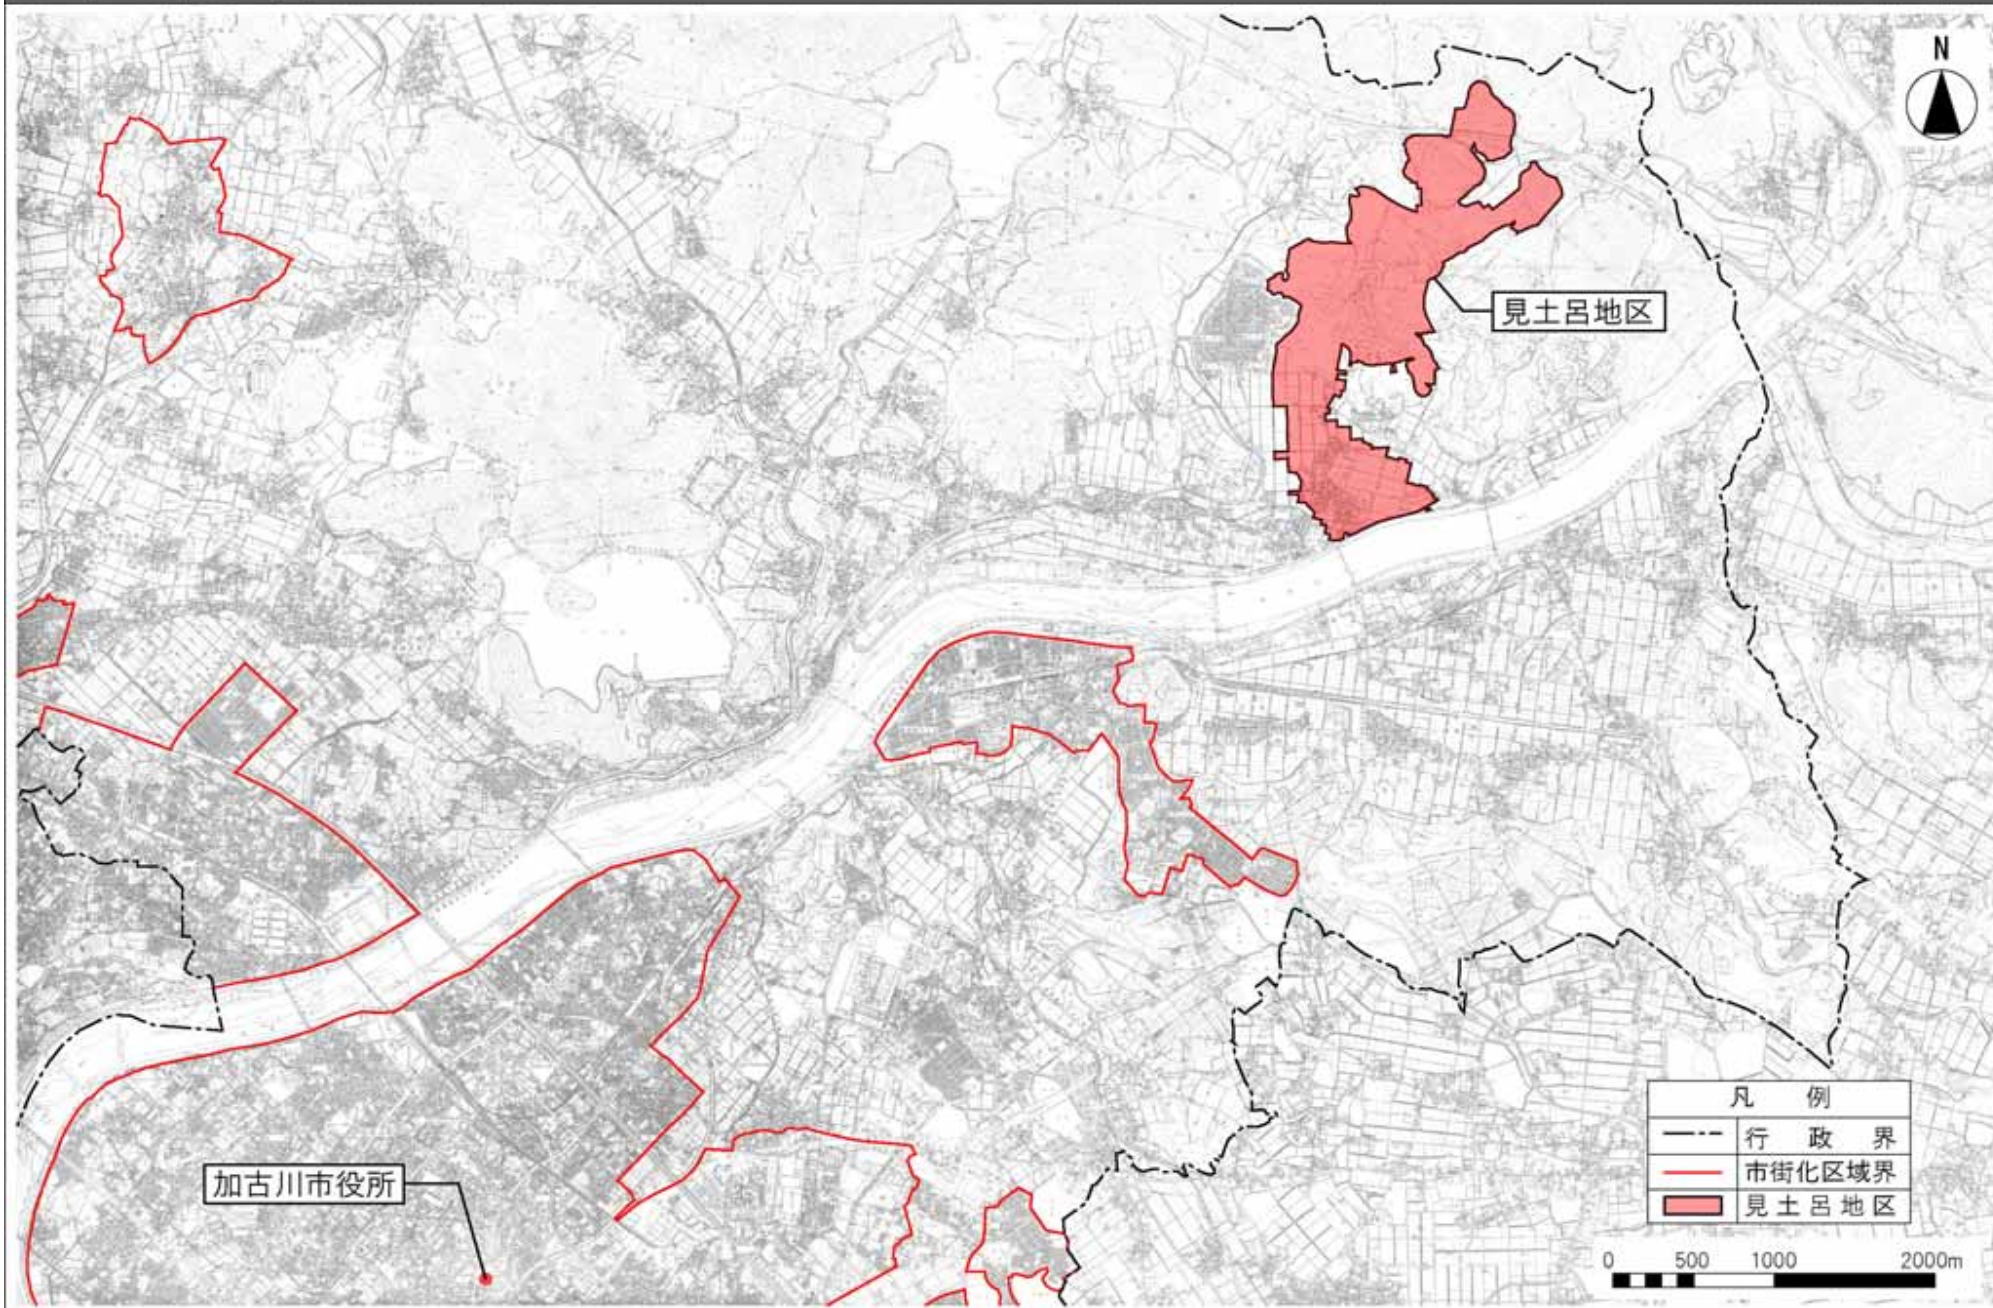 N
見土呂地区
加古川市役所
凡 例
行 政 界
市街化区域界
見 土 呂 地 区
0 500 1000 2000m